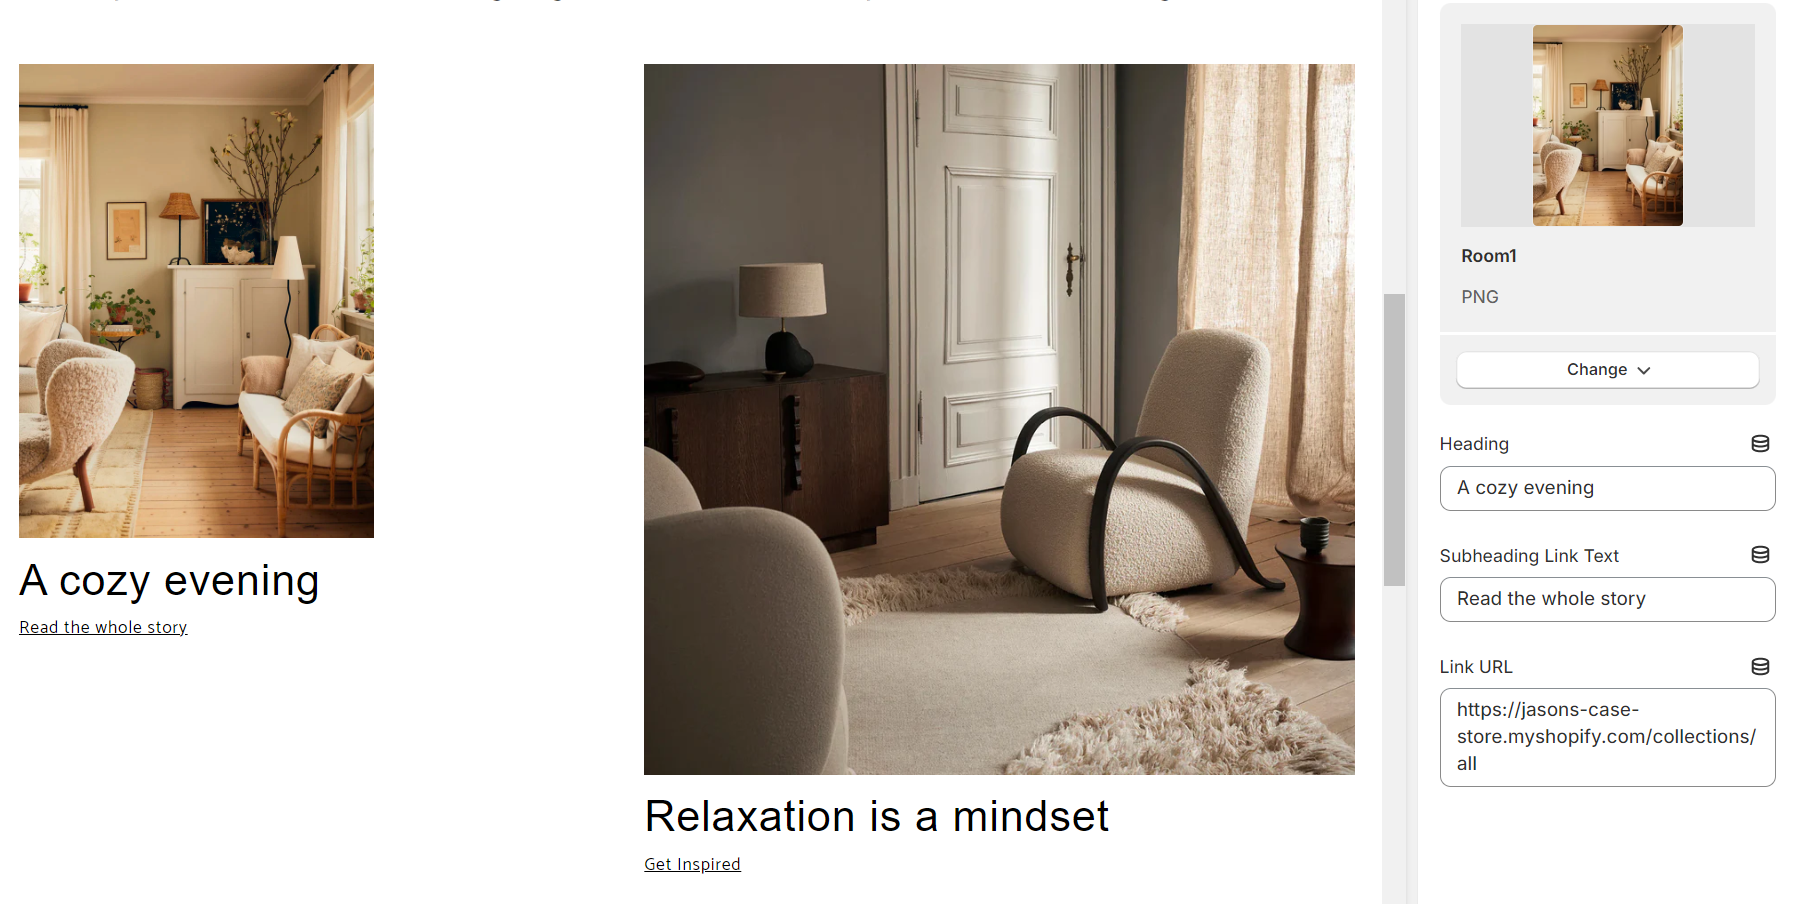 A cozy evening
Read the whole story
Relaxation is a mindset
Get Inspired
Room1
PNG
Change
Heading
A cozy evening
Subheading Link Text
Read the whole story
Link URL
https://jasons-case-
store.myshopify.com/collections/
all